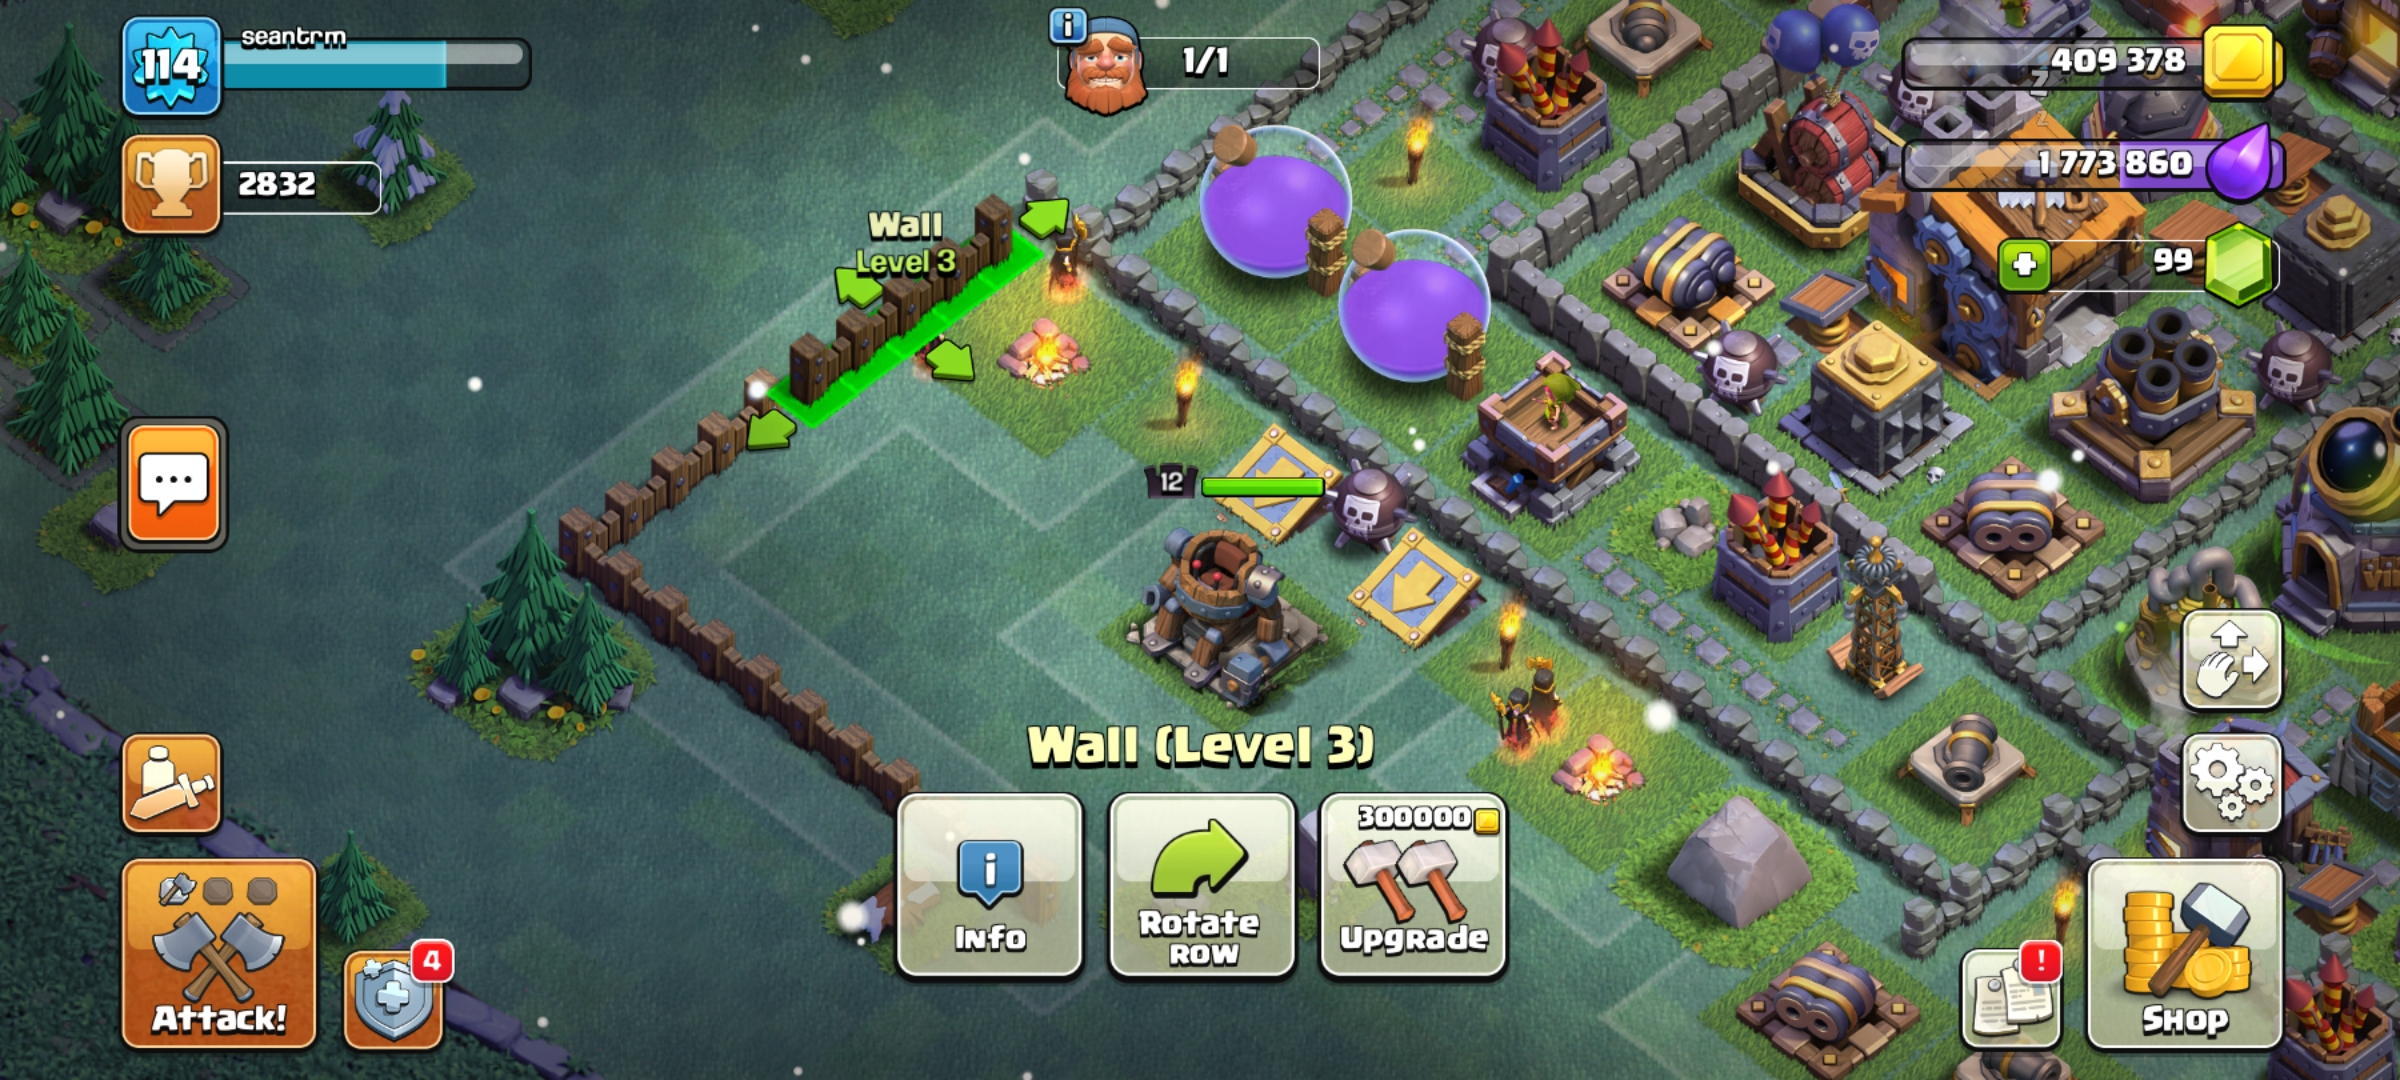 114
seantrm
1/1
409 378
2832
1 773 860
99
Wall
Level 3
12
Wall (Level 3)
300000
Info
Rotate
row
Upgrade
Attack!
4
!
Shop